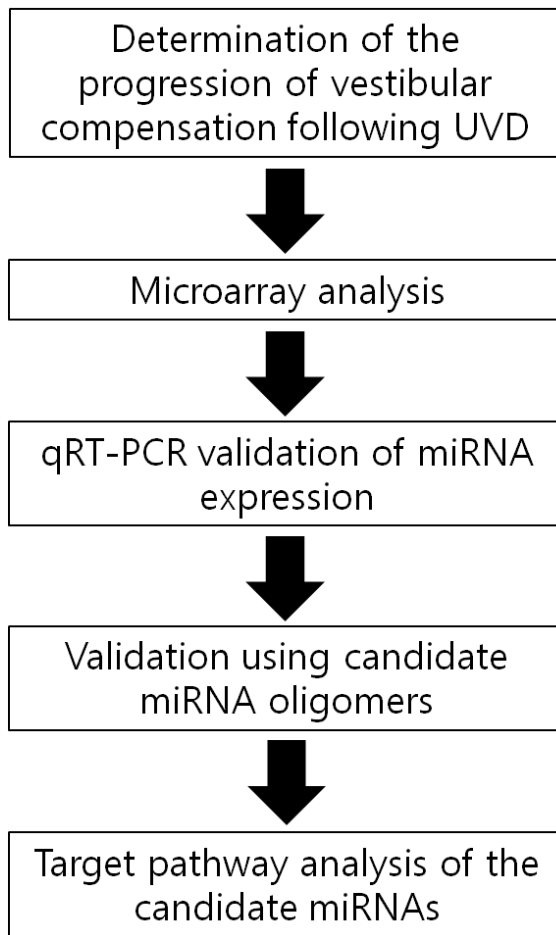 Determination of the
progression of vestibular
compensation following UVD
Microarray analysis
qRT-PCR validation of miRNA
expression
Validation using candidate
miRNA oligomers
Target pathway analysis of the
candidate miRNAs